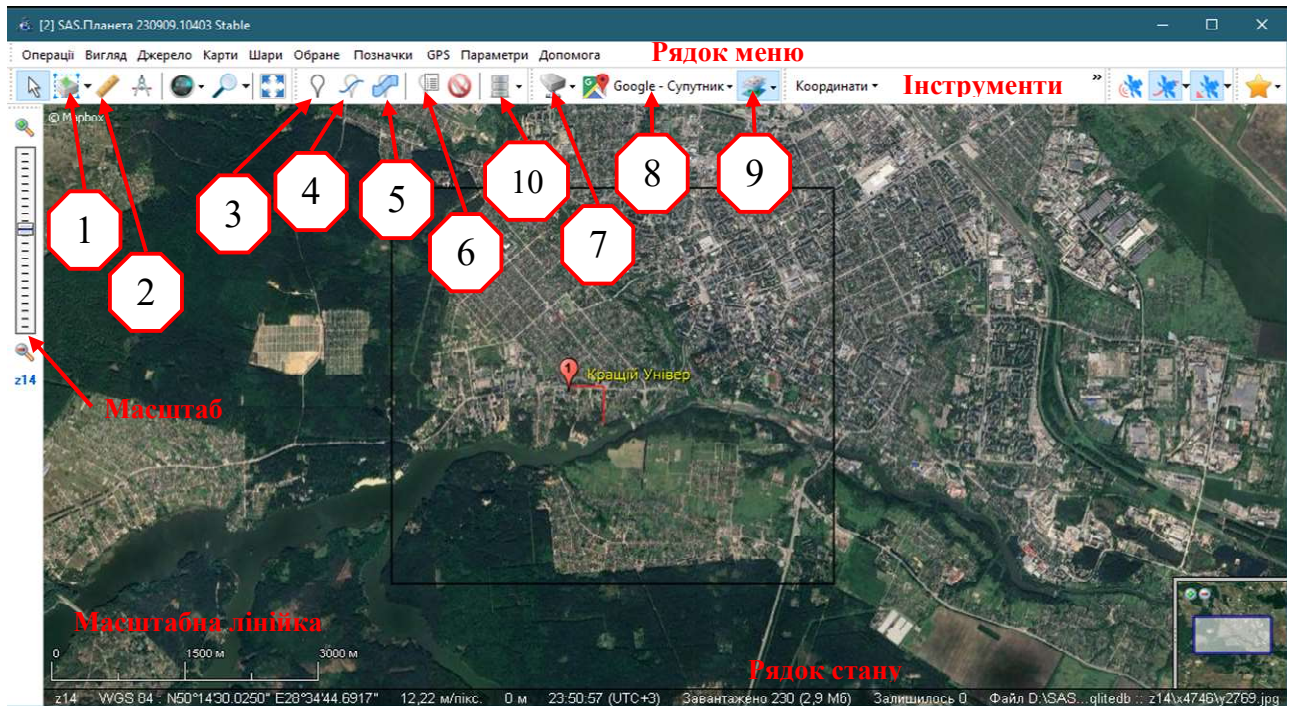 [2] SAS.Планета 230909.10403 Stable
Операції Вигляд Джерело Карти Шари Обране Позначки GPS Параметри Допомога
Рядок меню
Google - Супутник
Координати
Інструменти
»
© Mapbox
1
2
3
4
5
6
10
7
8
9
z14
Масштаб
1
Кращій Універ
Масштабна лінійка
0 1500 м 3000 м
Рядок стану
z14 WGS 84 : N50°14'30.0250" E28°34'44.6917" 12,22 м/пікс. 0 м 23:50:57 (UTC+3) Завантажено 230 (2,9 Мб) Залишилось 0 Файл D:\SAS...qlitedb :: z14\x4746\y2769.jpg